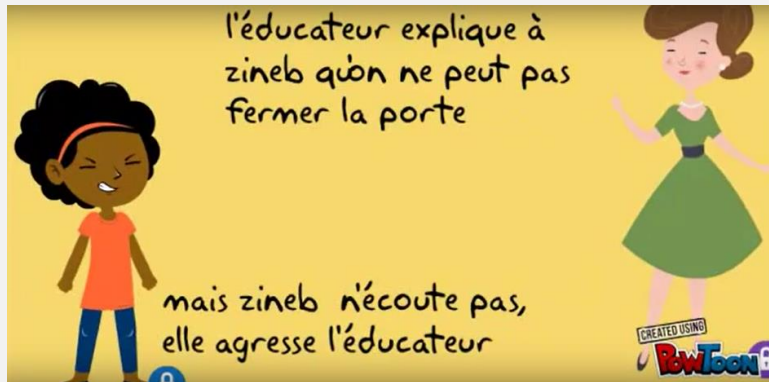 l'éducateur explique à
zineb qu'on ne peut pas
fermer la porte
mais zineb n'écoute pas,
elle agresse l'éducateur
CREATED USING
POWTOON